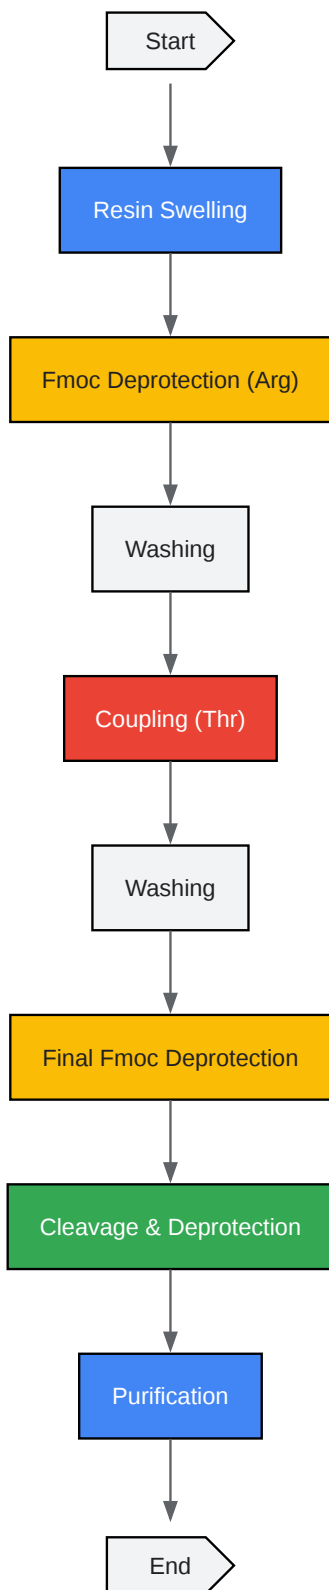 Start
Resin Swelling
Fmoc Deprotection (Arg)
Washing
Coupling (Thr)
Washing
Final Fmoc Deprotection
Cleavage & Deprotection
Purification
End